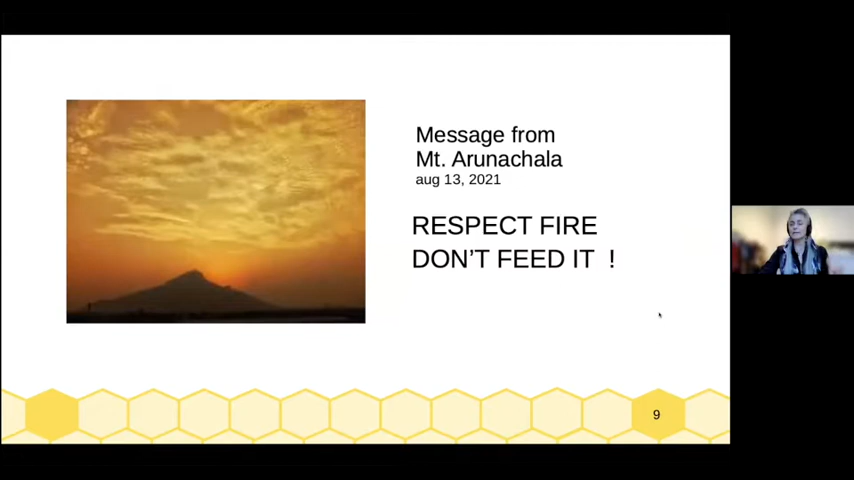 Message from
Mt. Arunachala
aug 13, 2021
RESPECT FIRE
DON’T FEED IT !
9